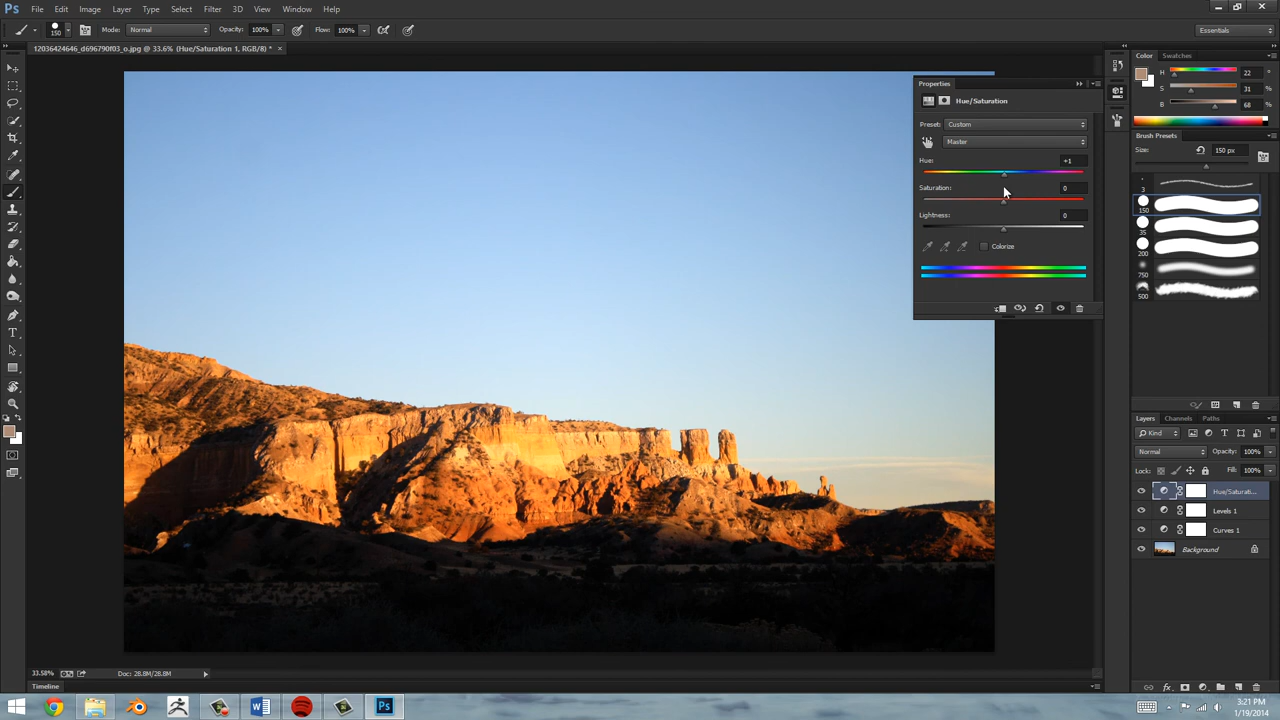 Ps File Edit Image Layer Type Select Filter 3D View Window Help
150 Mode: Normal Opacity: 100% Flow: 100% Essentials
12036424646_d696790f03_o.jpg @ 33.6% (Hue/Saturation 1, RGB/8) * ×
Color Swatches
H 22 °
S 31 %
B 68 %
Properties
Hue/Saturation
Preset: Custom
Master
Hue: +1
Saturation: 0
Lightness: 0
Colorize
Brush Presets
Size: 150 px
3
150
35
200
750
500
Layers Channels Paths
Kind
Normal Opacity: 100%
Lock: Fill: 100%
Hue/Saturati...
Levels 1
Curves 1
Background
33.58% Doc: 28.8M/28.8M
Timeline
Ps
3:21 PM
1/19/2014